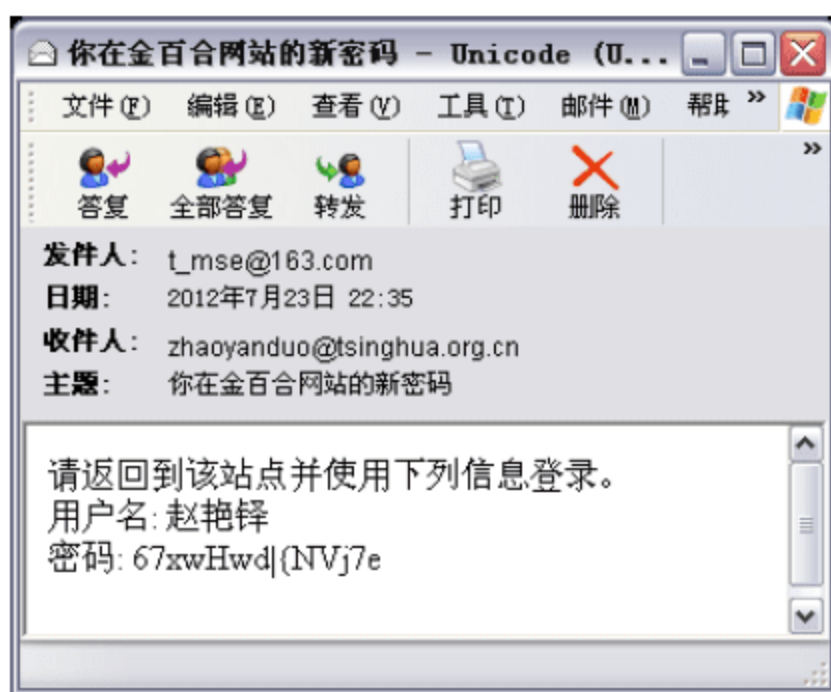 你在金百合网站的新密码 - Unicode (U...
文件(F) 编辑(E) 查看(V) 工具(T) 邮件(M) 帮助 »
答复 全部答复 转发 打印 删除 »
发件人: t_mse@163.com
日期: 2012年7月23日 22:35
收件人: zhaoyanduo@tsinghua.org.cn
主题: 你在金百合网站的新密码
请返回到该站点并使用下列信息登录。
用户名: 赵艳铎
密码: 67xwHwd|{NVj7e